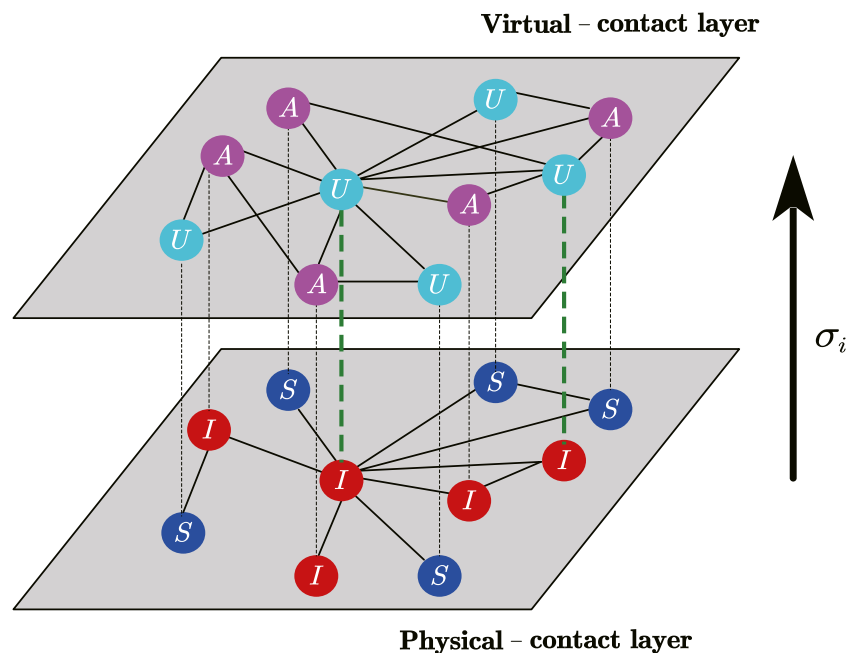 Virtual – contact layer
U
A
A
A
U
U
A
U
A
U
σi
S
S
S
I
I
I
I
S
I
S
Physical – contact layer